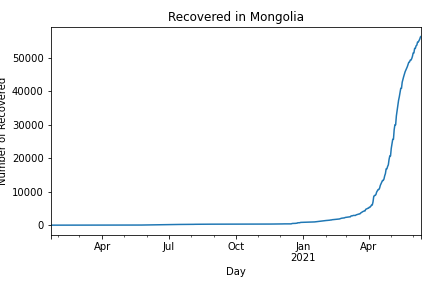 Recovered in Mongolia
Number of Recovered
50000
40000
30000
20000
10000
0
Apr Jul Oct Jan Apr
2021
Day